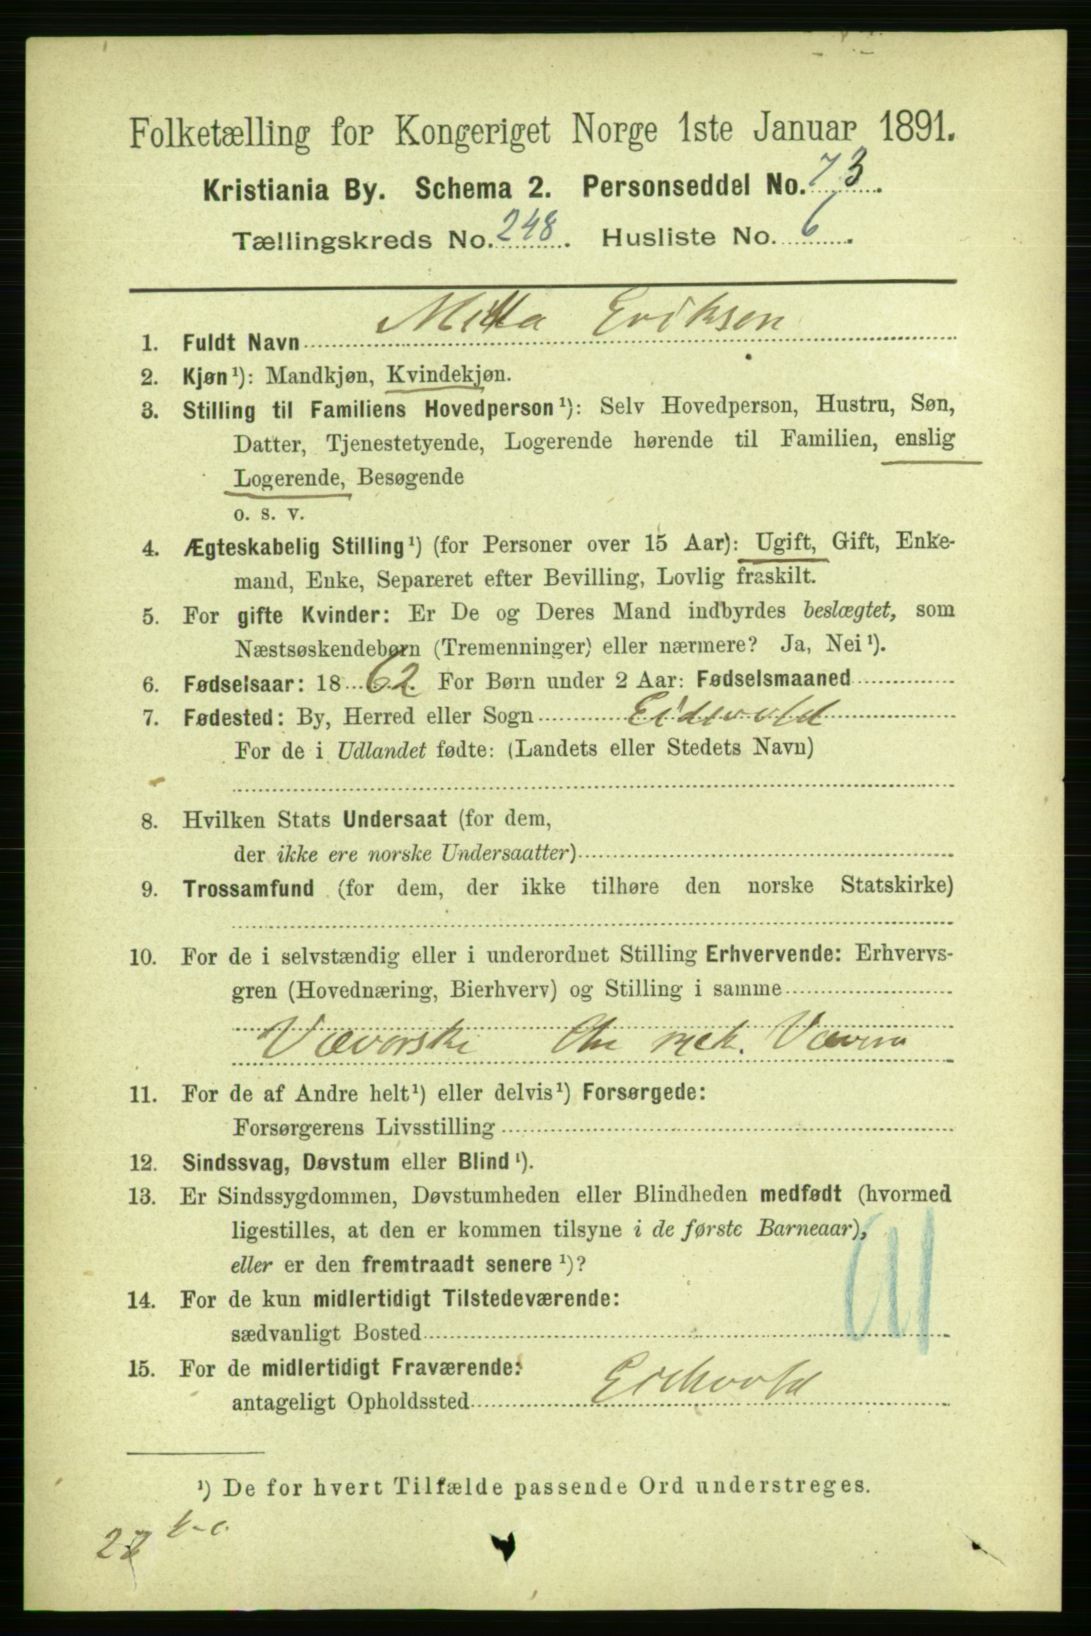 Folketælling for Kongeriget Norge 1ste Januar 1891.
Kristiania By. Schema 2. Personseddel No. 73.
Tællingskreds No. 248. Husliste No. 6.
1. Fuldt Navn Eriksen
2. Kjøn¹): Mandkjøn, Kvindekjøn.
3. Stilling til Familiens Hovedperson¹): Selv Hovedperson, Hustru, Søn,
Datter, Tjenestetyende, Logerende hørende til Familien, enslig
Logerende, Besøgende
o. s. v.
4. Ægteskabelig Stilling¹) (for Personer over 15 Aar): Ugift, Gift, Enke-
mand, Enke, Separeret efter Bevilling, Lovlig fraskilt.
5. For gifte Kvinder: Er De og Deres Mand indbyrdes beslægtet, som
Næstsøskendebørn (Tremenninger) eller nærmere? Ja, Nei¹).
6. Fødselsaar: 1862. For Børn under 2 Aar: Fødselsmaaned
7. Fødested: By, Herred eller Sogn Eidsvold
For de i Udlandet fødte: (Landets eller Stedets Navn)
8. Hvilken Stats Undersaat (for dem,
der ikke ere norske Undersaatter)
9. Trossamfund (for dem, der ikke tilhøre den norske Statskirke)
10. For de i selvstændig eller i underordnet Stilling Erhvervende: Erhvervs-
gren (Hovednæring, Bierhverv) og Stilling i samme
Væverske mek. Væveri
11. For de af Andre helt¹) eller delvis¹) Forsørgede:
Forsørgerens Livsstilling
12. Sindssvag, Døvstum eller Blind¹).
13. Er Sindssygdommen, Døvstumheden eller Blindheden medfødt (hvormed
ligestilles, at den er kommen tilsyne i de første Barneaar),
eller er den fremtraadt senere¹)?
14. For de kun midlertidigt Tilstedeværende:
sædvanligt Bosted
15. For de midlertidigt Fraværende:
antageligt Opholdssted Eidsvold
¹) De for hvert Tilfælde passende Ord understreges.